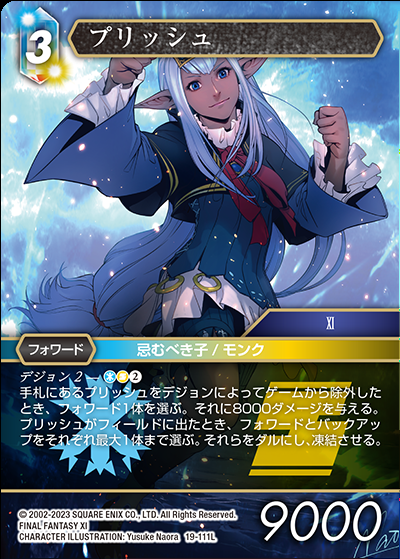 3
プリッシュ
XI
フォワード
忌むべき子 / モンク
デジョン 2 ― 氷雷2
手札にあるプリッシュをデジョンによってゲームから除外した
とき、フォワード1体を選ぶ。それに8000ダメージを与える。
プリッシュがフィールドに出たとき、フォワードとバックアッ
プをそれぞれ最大1体まで選ぶ。それらをダルにし、凍結させる。
© 2002-2023 SQUARE ENIX CO., LTD. All Rights Reserved.
FINAL FANTASY XI
CHARACTER ILLUSTRATION: Yusuke Naora 19-111L
9000